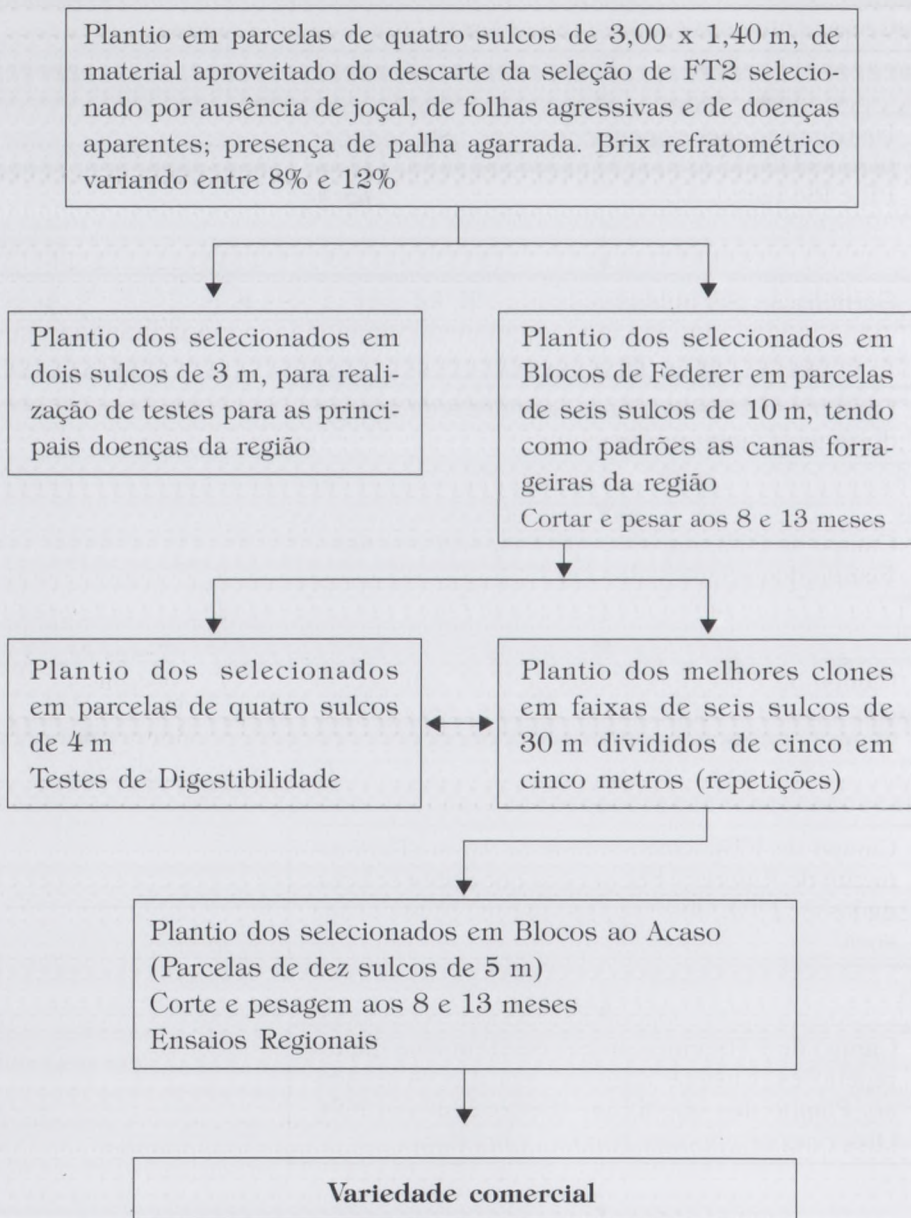 Plantio em parcelas de quatro sulcos de 3,00 x 1,40 m, de
material aproveitado do descarte da seleção de FT2 selecio-
nado por ausência de joçal, de folhas agressivas e de doenças
aparentes; presença de palha agarrada. Brix refratométrico
variando entre 8% e 12%
Plantio dos selecionados em
dois sulcos de 3 m, para reali-
zação de testes para as princi-
pais doenças da região
Plantio dos selecionados em
Blocos de Federer em parcelas
de seis sulcos de 10 m, tendo
como padrões as canas forra-
geiras da região
Cortar e pesar aos 8 e 13 meses
Plantio dos selecionados
em parcelas de quatro sulcos
de 4 m
Testes de Digestibilidade
Plantio dos melhores clones
em faixas de seis sulcos de
30 m divididos de cinco em
cinco metros (repetições)
Plantio dos selecionados em Blocos ao Acaso
(Parcelas de dez sulcos de 5 m)
Corte e pesagem aos 8 e 13 meses
Ensaios Regionais
Variedade comercial